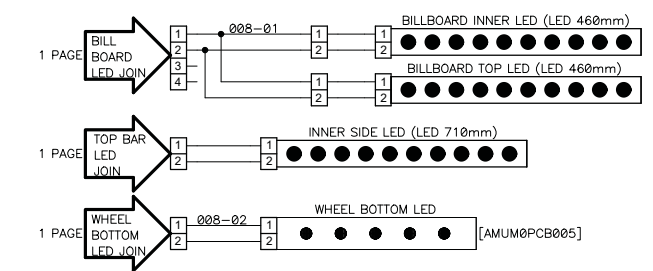 BILLBOARD INNER LED (LED 460mm)
1 PAGE
BILL
BOARD
LED JOIN
1
2
3
4
008-01
1
2
1
2
BILLBOARD TOP LED (LED 460mm)
1
2
1
2
INNER SIDE LED (LED 710mm)
1 PAGE
TOP BAR
LED
JOIN
1
2
1
2
WHEEL BOTTOM LED
1 PAGE
WHEEL
BOTTOM
LED JOIN
1
2
008-02
1
2
[AMUM0PCB005]